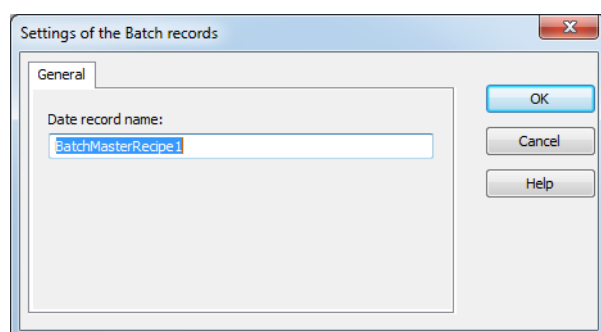 Settings of the Batch records
General
Date record name:
BatchMasterRecipe1
OK
Cancel
Help